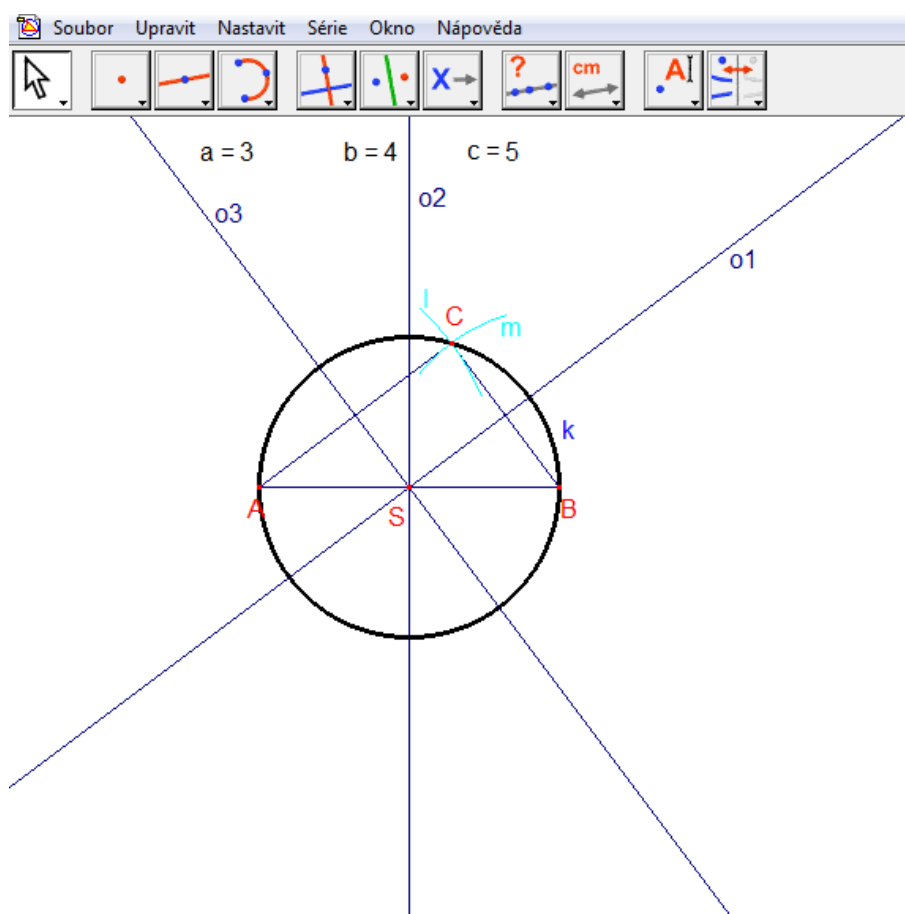 Soubor Upravit Nastavit Série Okno Nápověda
X ? cm A
a = 3 b = 4 c = 5
o2
o3
o1
l
C
m
k
A
S
B